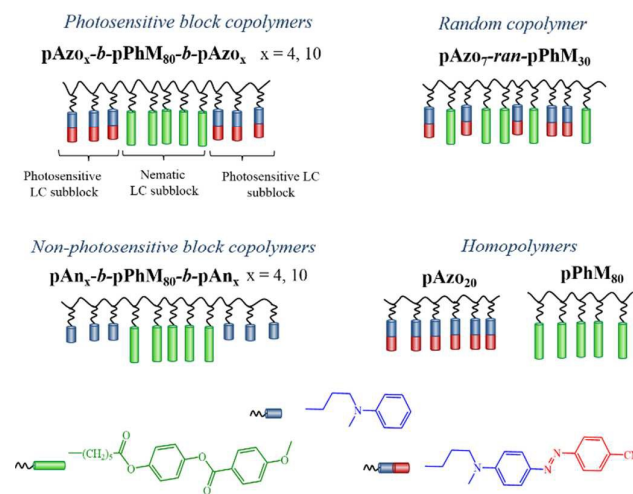 Photosensitive block copolymers
pAzoₓ-b-pPhM₈₀-b-pAzoₓ x = 4, 10
Photosensitive
LC subblock
Nematic
LC subblock
Photosensitive LC
subblock
Random copolymer
pAzo₇-ran-pPhM₃₀
Non-photosensitive block copolymers
pAnₓ-b-pPhM₈₀-b-pAnₓ x = 4, 10
Homopolymers
pAzo₂₀
pPhM₈₀
N
(CH₂)₅
O
O
O
O
O
N
N
N